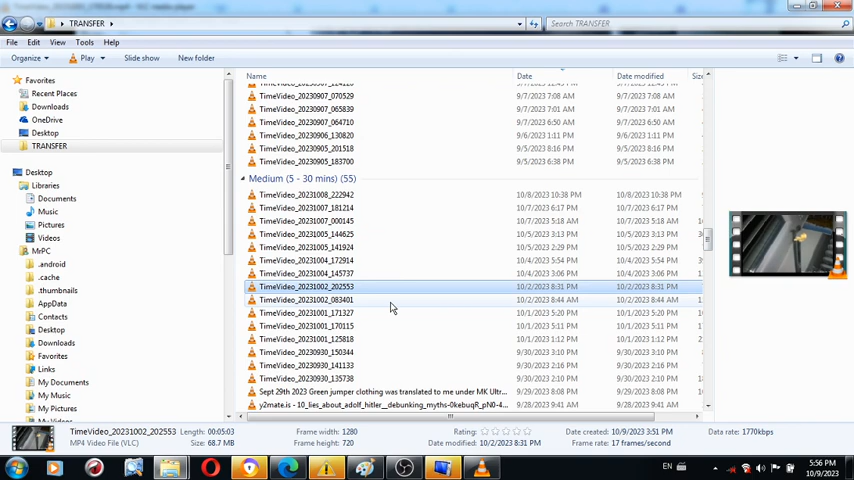 TRANSFER
Search TRANSFER
File Edit View Tools Help
Organize Play Slide show New folder
Name Date Date modified
Favorites
Recent Places
Downloads
OneDrive
Desktop
TRANSFER
Desktop
Libraries
Documents
Music
Pictures
Videos
MrPC
.android
.cache
.thumbnails
AppData
Contacts
Desktop
Downloads
Favorites
Links
My Documents
My Music
My Pictures
TimeVideo_20230907_070529 9/7/2023 7:08 AM 9/7/2023 7:08 AM
TimeVideo_20230907_065839 9/7/2023 7:01 AM 9/7/2023 7:01 AM
TimeVideo_20230907_064710 9/7/2023 6:50 AM 9/7/2023 6:50 AM
TimeVideo_20230906_130820 9/6/2023 1:11 PM 9/6/2023 1:11 PM
TimeVideo_20230905_201518 9/5/2023 8:16 PM 9/5/2023 8:16 PM
TimeVideo_20230905_183700 9/5/2023 6:38 PM 9/5/2023 6:38 PM
Medium (5 - 30 mins) (55)
TimeVideo_20231008_222942 10/8/2023 10:38 PM 10/8/2023 10:38 PM
TimeVideo_20231007_181214 10/7/2023 6:17 PM 10/7/2023 6:17 PM
TimeVideo_20231007_000145 10/7/2023 5:18 AM 10/7/2023 5:18 AM
TimeVideo_20231005_144625 10/5/2023 3:13 PM 10/5/2023 3:13 PM
TimeVideo_20231005_141924 10/5/2023 2:29 PM 10/5/2023 2:29 PM
TimeVideo_20231004_172914 10/4/2023 5:54 PM 10/4/2023 5:54 PM
TimeVideo_20231004_145737 10/4/2023 3:06 PM 10/4/2023 3:06 PM
TimeVideo_20231002_202553 10/2/2023 8:31 PM 10/2/2023 8:31 PM
TimeVideo_20231002_083401 10/2/2023 8:44 AM 10/2/2023 8:44 AM
TimeVideo_20231001_171327 10/1/2023 5:20 PM 10/1/2023 5:20 PM
TimeVideo_20231001_170115 10/1/2023 5:11 PM 10/1/2023 5:11 PM
TimeVideo_20231001_125818 10/1/2023 1:12 PM 10/1/2023 1:12 PM
TimeVideo_20230930_150344 9/30/2023 3:12 PM 9/30/2023 3:12 PM
TimeVideo_20230930_141133 9/30/2023 2:21 PM 9/30/2023 2:21 PM
TimeVideo_20230930_135738 9/30/2023 2:06 PM 9/30/2023 2:06 PM
Sept 29th 2023 Green jumper clothing was translated to me under MK Ultr... 9/29/2023 9:08 PM 9/29/2023 9:08 PM
y2mate.is - 10_lies_about_adolf_hitler__debunking_myths-0kebuqR_pN0-4... 9/28/2023 9:41 AM 9/28/2023 9:41 AM
TimeVideo_20231002_202553 Length: 00:05:03 Frame width: 1280 Rating: Date created: 10/9/2023 3:51 PM Data rate: 1770kbps
MP4 Video File (VLC) Size: 68.7 MB Frame height: 720 Date modified: 10/2/2023 8:31 PM Frame rate: 17 frames/second
EN 5:56 PM
10/9/2023